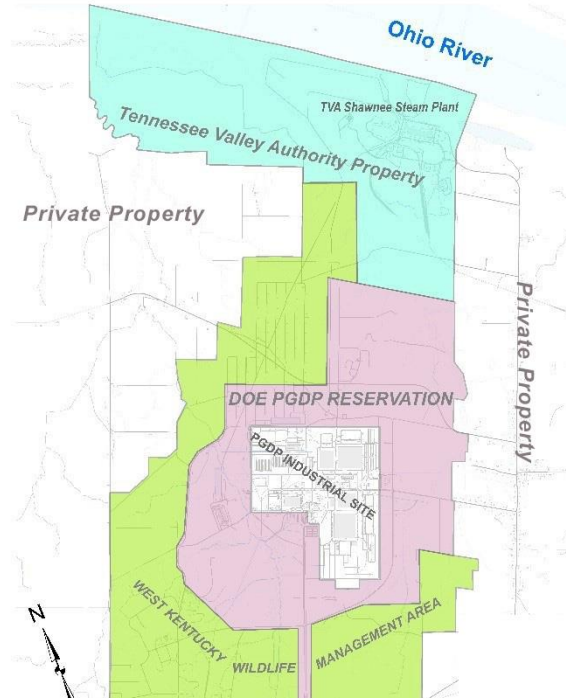 Ohio River
TVA Shawnee Steam Plant
Tennessee Valley Authority Property
Private Property
Private Property
DOE PGDP RESERVATION
PGDP INDUSTRIAL SITE
WEST KENTUCKY
WILDLIFE
MANAGEMENT AREA
N